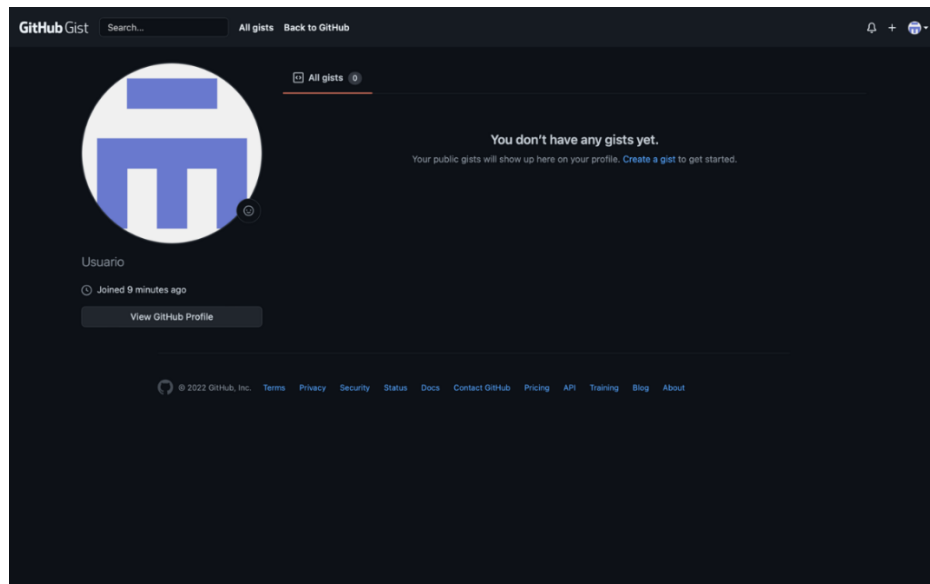 GitHub Gist Search... All gists Back to GitHub
All gists 0
You don't have any gists yet.
Your public gists will show up here on your profile. Create a gist to get started.
Usuario
Joined 9 minutes ago
View GitHub Profile
© 2022 GitHub, Inc. Terms Privacy Security Status Docs Contact GitHub Pricing API Training Blog About